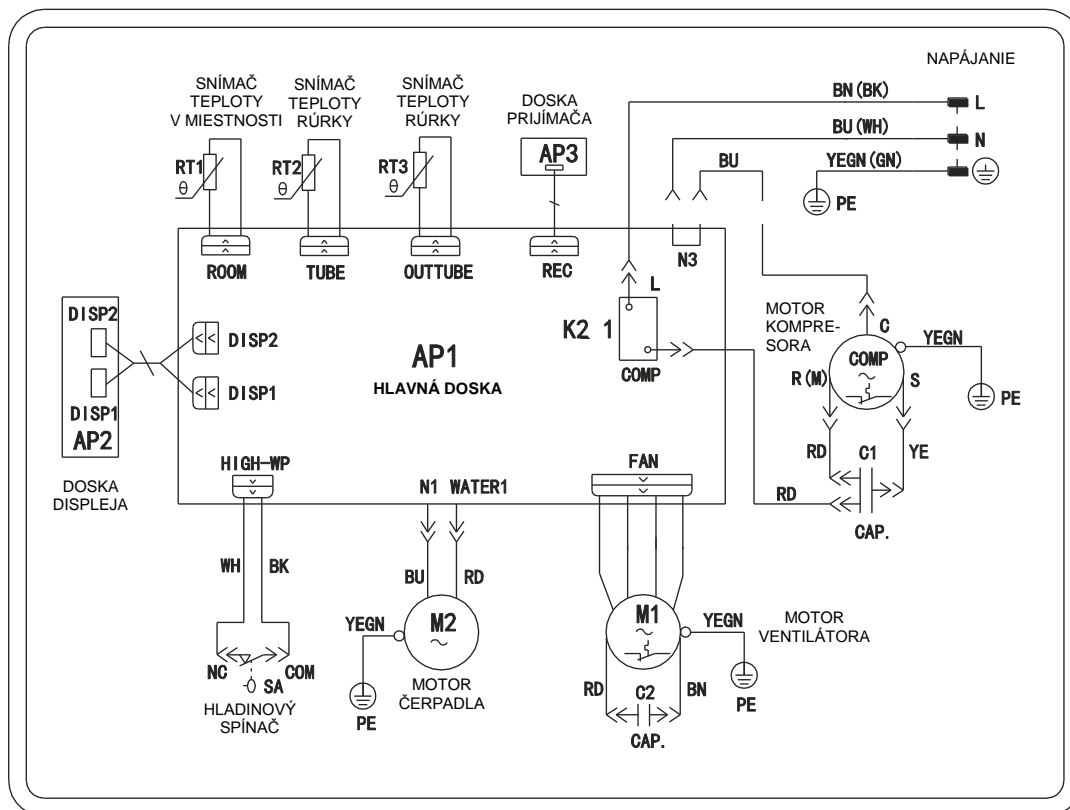 NAPÁJANIE
SNÍMAČ
TEPLOTY
V MIESTNOSTI
SNÍMAČ
TEPLOTY
RÚRKY
SNÍMAČ
TEPLOTY
RÚRKY
DOSKA
PRIJÍMAČA
BN(BK)
L
BU(WH)
N
BU
YEGN(GN)
PE
RT1
θ
RT2
θ
RT3
θ
AP3
ROOM
TUBE
OUTTUBE
REC
N3
L
K2 1
COMP
AP1
HLAVNÁ DOSKA
DISP2
DISP1
AP2
DOSKA
DISPLEJA
DISP2
DISP1
MOTOR
KOMPRE-
SORA
C
YEGN
COMP
R(M)
S
PE
RD
C1
YE
RD
CAP.
HIGH-WP
N1 WATER1
FAN
WH
BK
BU
RD
YEGN
M2
PE
MOTOR
ČERPADLA
NC
COM
SA
HLADINOVÝ
SPÍNAČ
M1
YEGN
MOTOR
VENTILÁTORA
PE
RD
C2
BN
CAP.